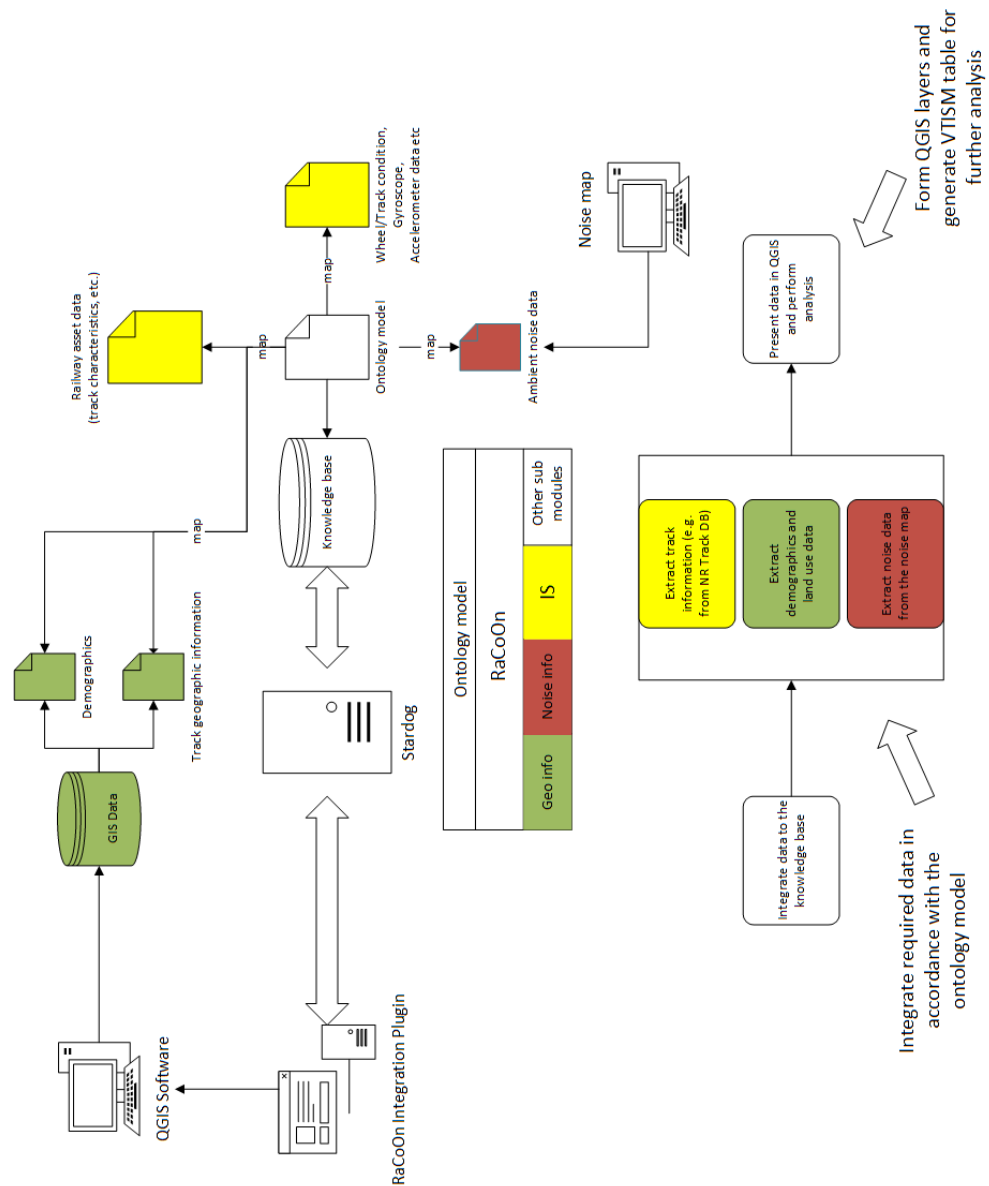 QGIS Software
GIS Data
Demographics
Track geographic information
map
Railway asset data
(track characteristics, etc.)
map
RaCoOn Integration Plugin
Stardog
Knowledge base
Ontology model
map
Wheel/Track condition,
Gyroscope,
Accelerometer data etc
map
Ambient noise data
Noise map
Ontology model
RaCoOn
Geo info
Noise info
IS
Other sub
modules
Integrate data to the
knowledge base
Extract track
information (e.g.
from NR Track DB)
Extract
demographics and
land use data
Extract noise data
from the noise map
Present data in QGIS
and perform
analysis
Integrate required data in
accordance with the
ontology model
Form QGIS layers and
generate VTISM table for
further analysis